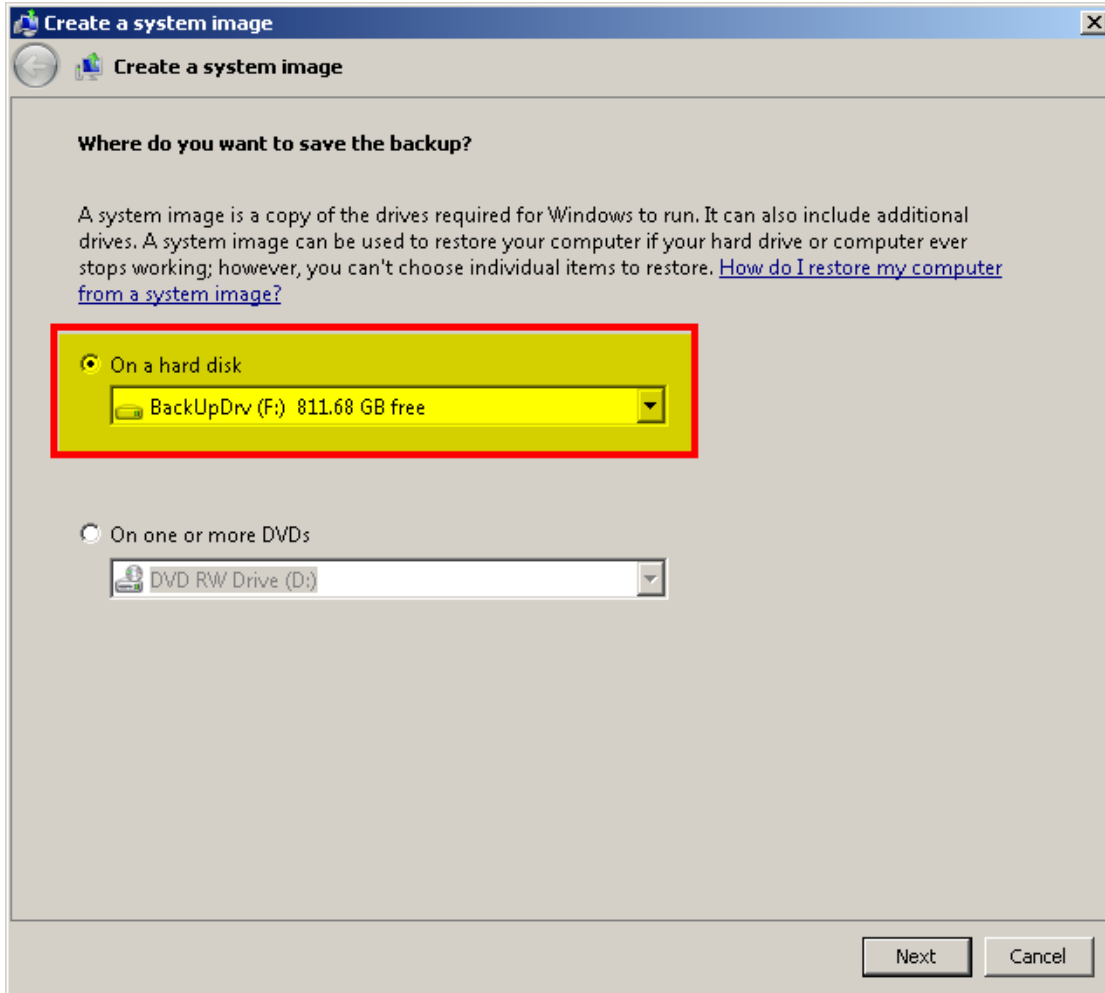 Create a system image
Create a system image
Where do you want to save the backup?
A system image is a copy of the drives required for Windows to run. It can also include additional
drives. A system image can be used to restore your computer if your hard drive or computer ever
stops working; however, you can't choose individual items to restore. How do I restore my computer
from a system image?
On a hard disk
BackUpDrv (F:)  811.68 GB free
On one or more DVDs
DVD RW Drive (D:)
Next Cancel